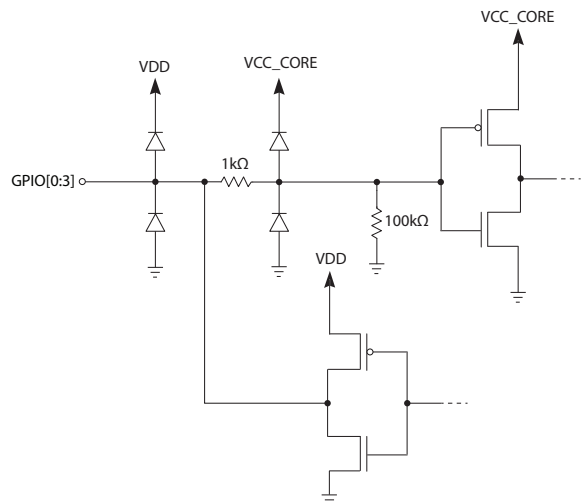 VCC_CORE
VDD
VCC_CORE
1kΩ
GPIO[0:3]
100kΩ
VDD